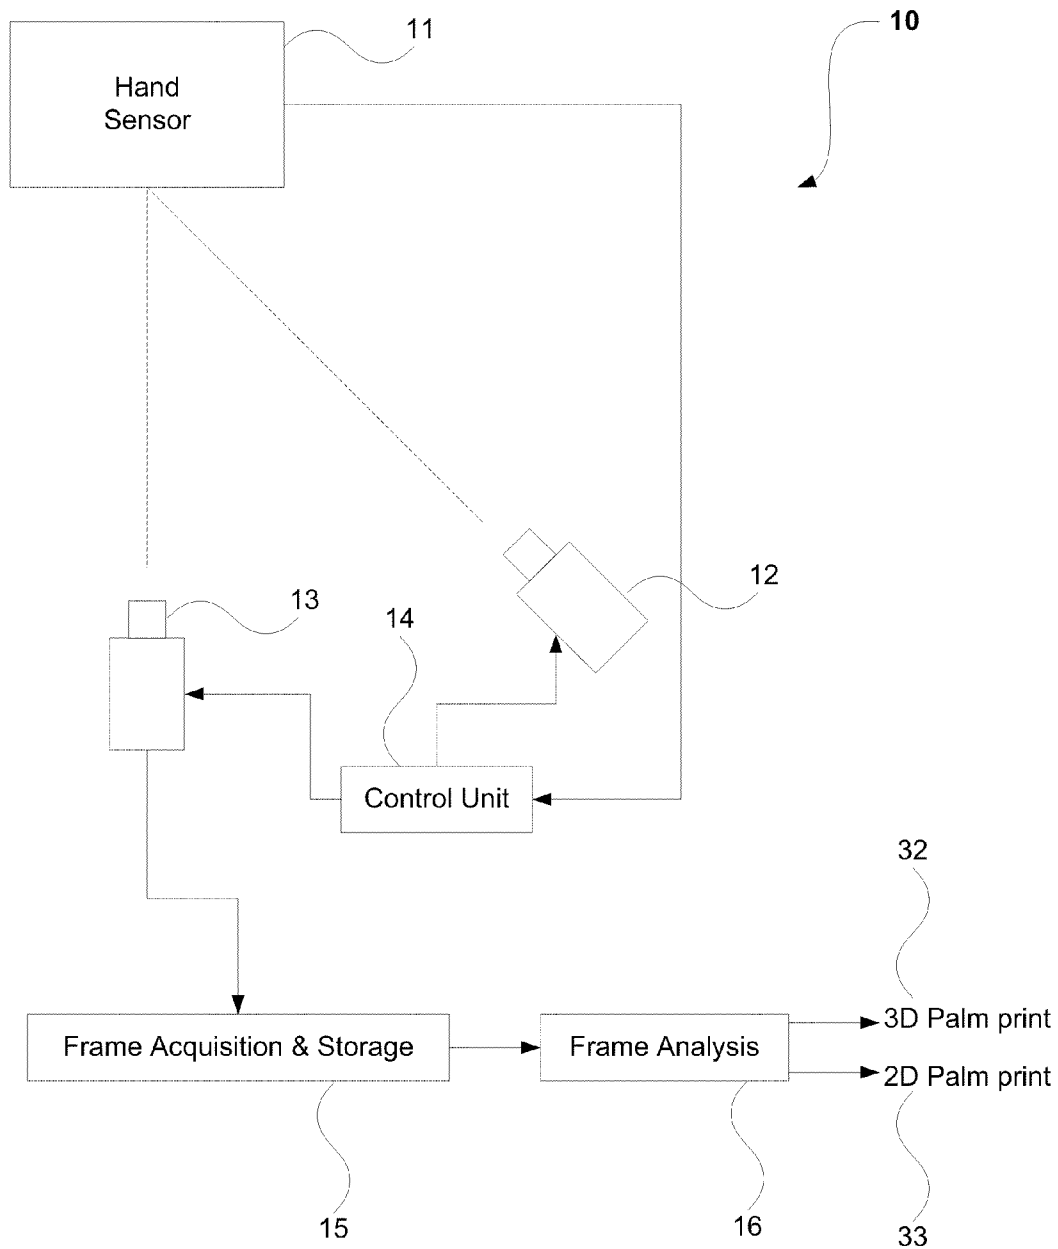 10
11
Hand
Sensor
12
13
14
Control Unit
32
3D Palm print
Frame Acquisition & Storage
Frame Analysis
2D Palm print
15
16
33